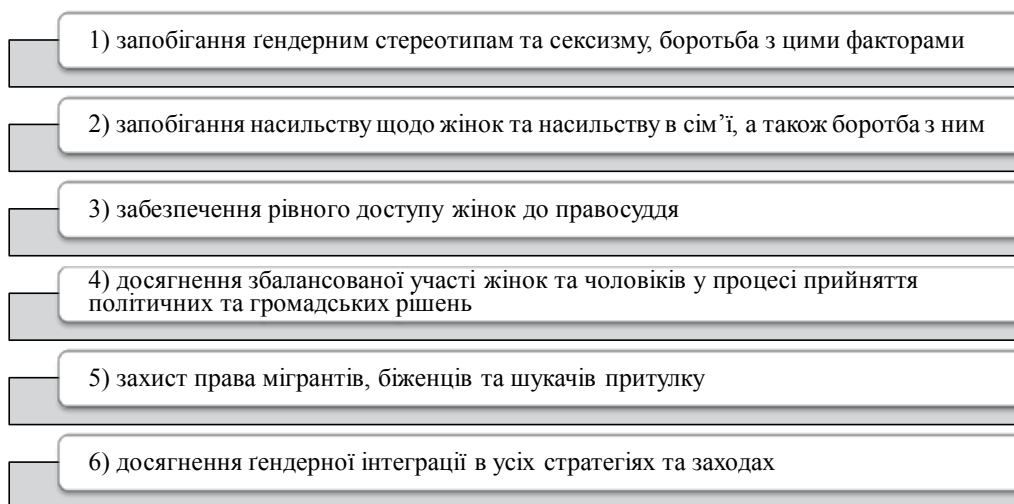 1) запобігання ґендерним стереотипам та сексизму, боротьба з цими факторами
2) запобігання насильству щодо жінок та насильству в сім’ї, а також боротба з ним
3) забезпечення рівного доступу жінок до правосуддя
4) досягнення збалансованої участі жінок та чоловіків у процесі прийняття
політичних та громадських рішень
5) захист права мігрантів, біженців та шукачів притулку
6) досягнення ґендерної інтеграції в усіх стратегіях та заходах